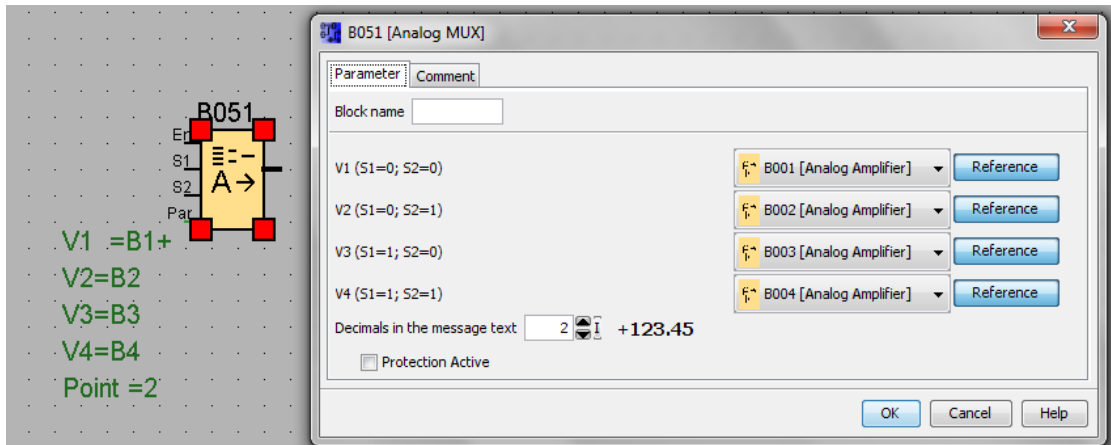 B051
En
S1
S2
Par
A→
V1 =B1+
V2=B2
V3=B3
V4=B4
Point =2
B051 [Analog MUX]
Parameter Comment
Block name
V1 (S1=0; S2=0) B001 [Analog Amplifier] Reference
V2 (S1=0; S2=1) B002 [Analog Amplifier] Reference
V3 (S1=1; S2=0) B003 [Analog Amplifier] Reference
V4 (S1=1; S2=1) B004 [Analog Amplifier] Reference
Decimals in the message text 2 +123.45
Protection Active
OK Cancel Help